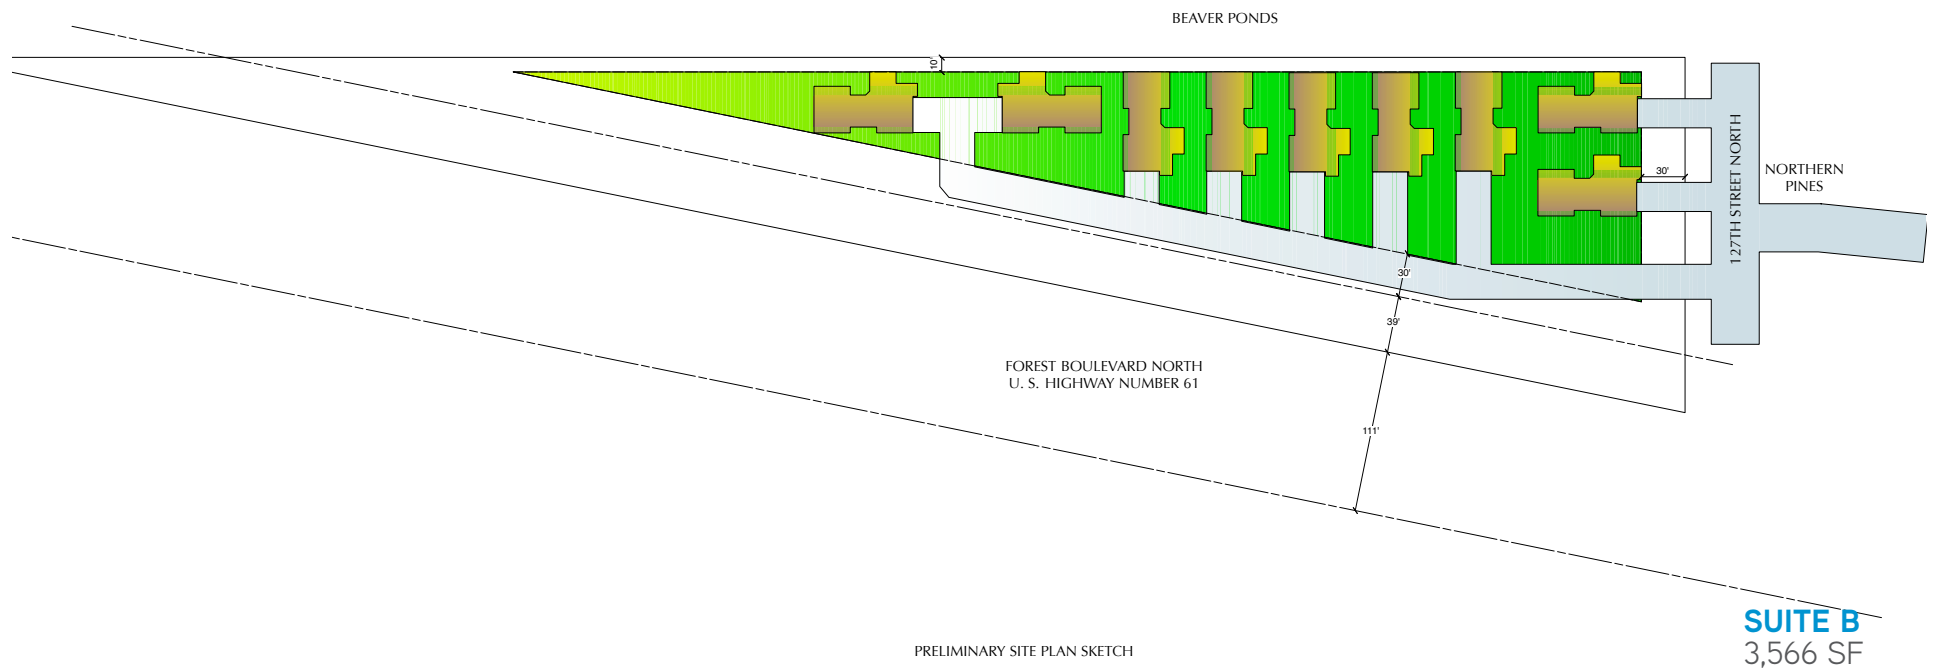 BEAVER PONDS
10'
127TH STREET NORTH
NORTHERN
PINES
30'
30'
39'
FOREST BOULEVARD NORTH
U. S. HIGHWAY NUMBER 61
111'
SUITE B
3,566 SF
PRELIMINARY SITE PLAN SKETCH